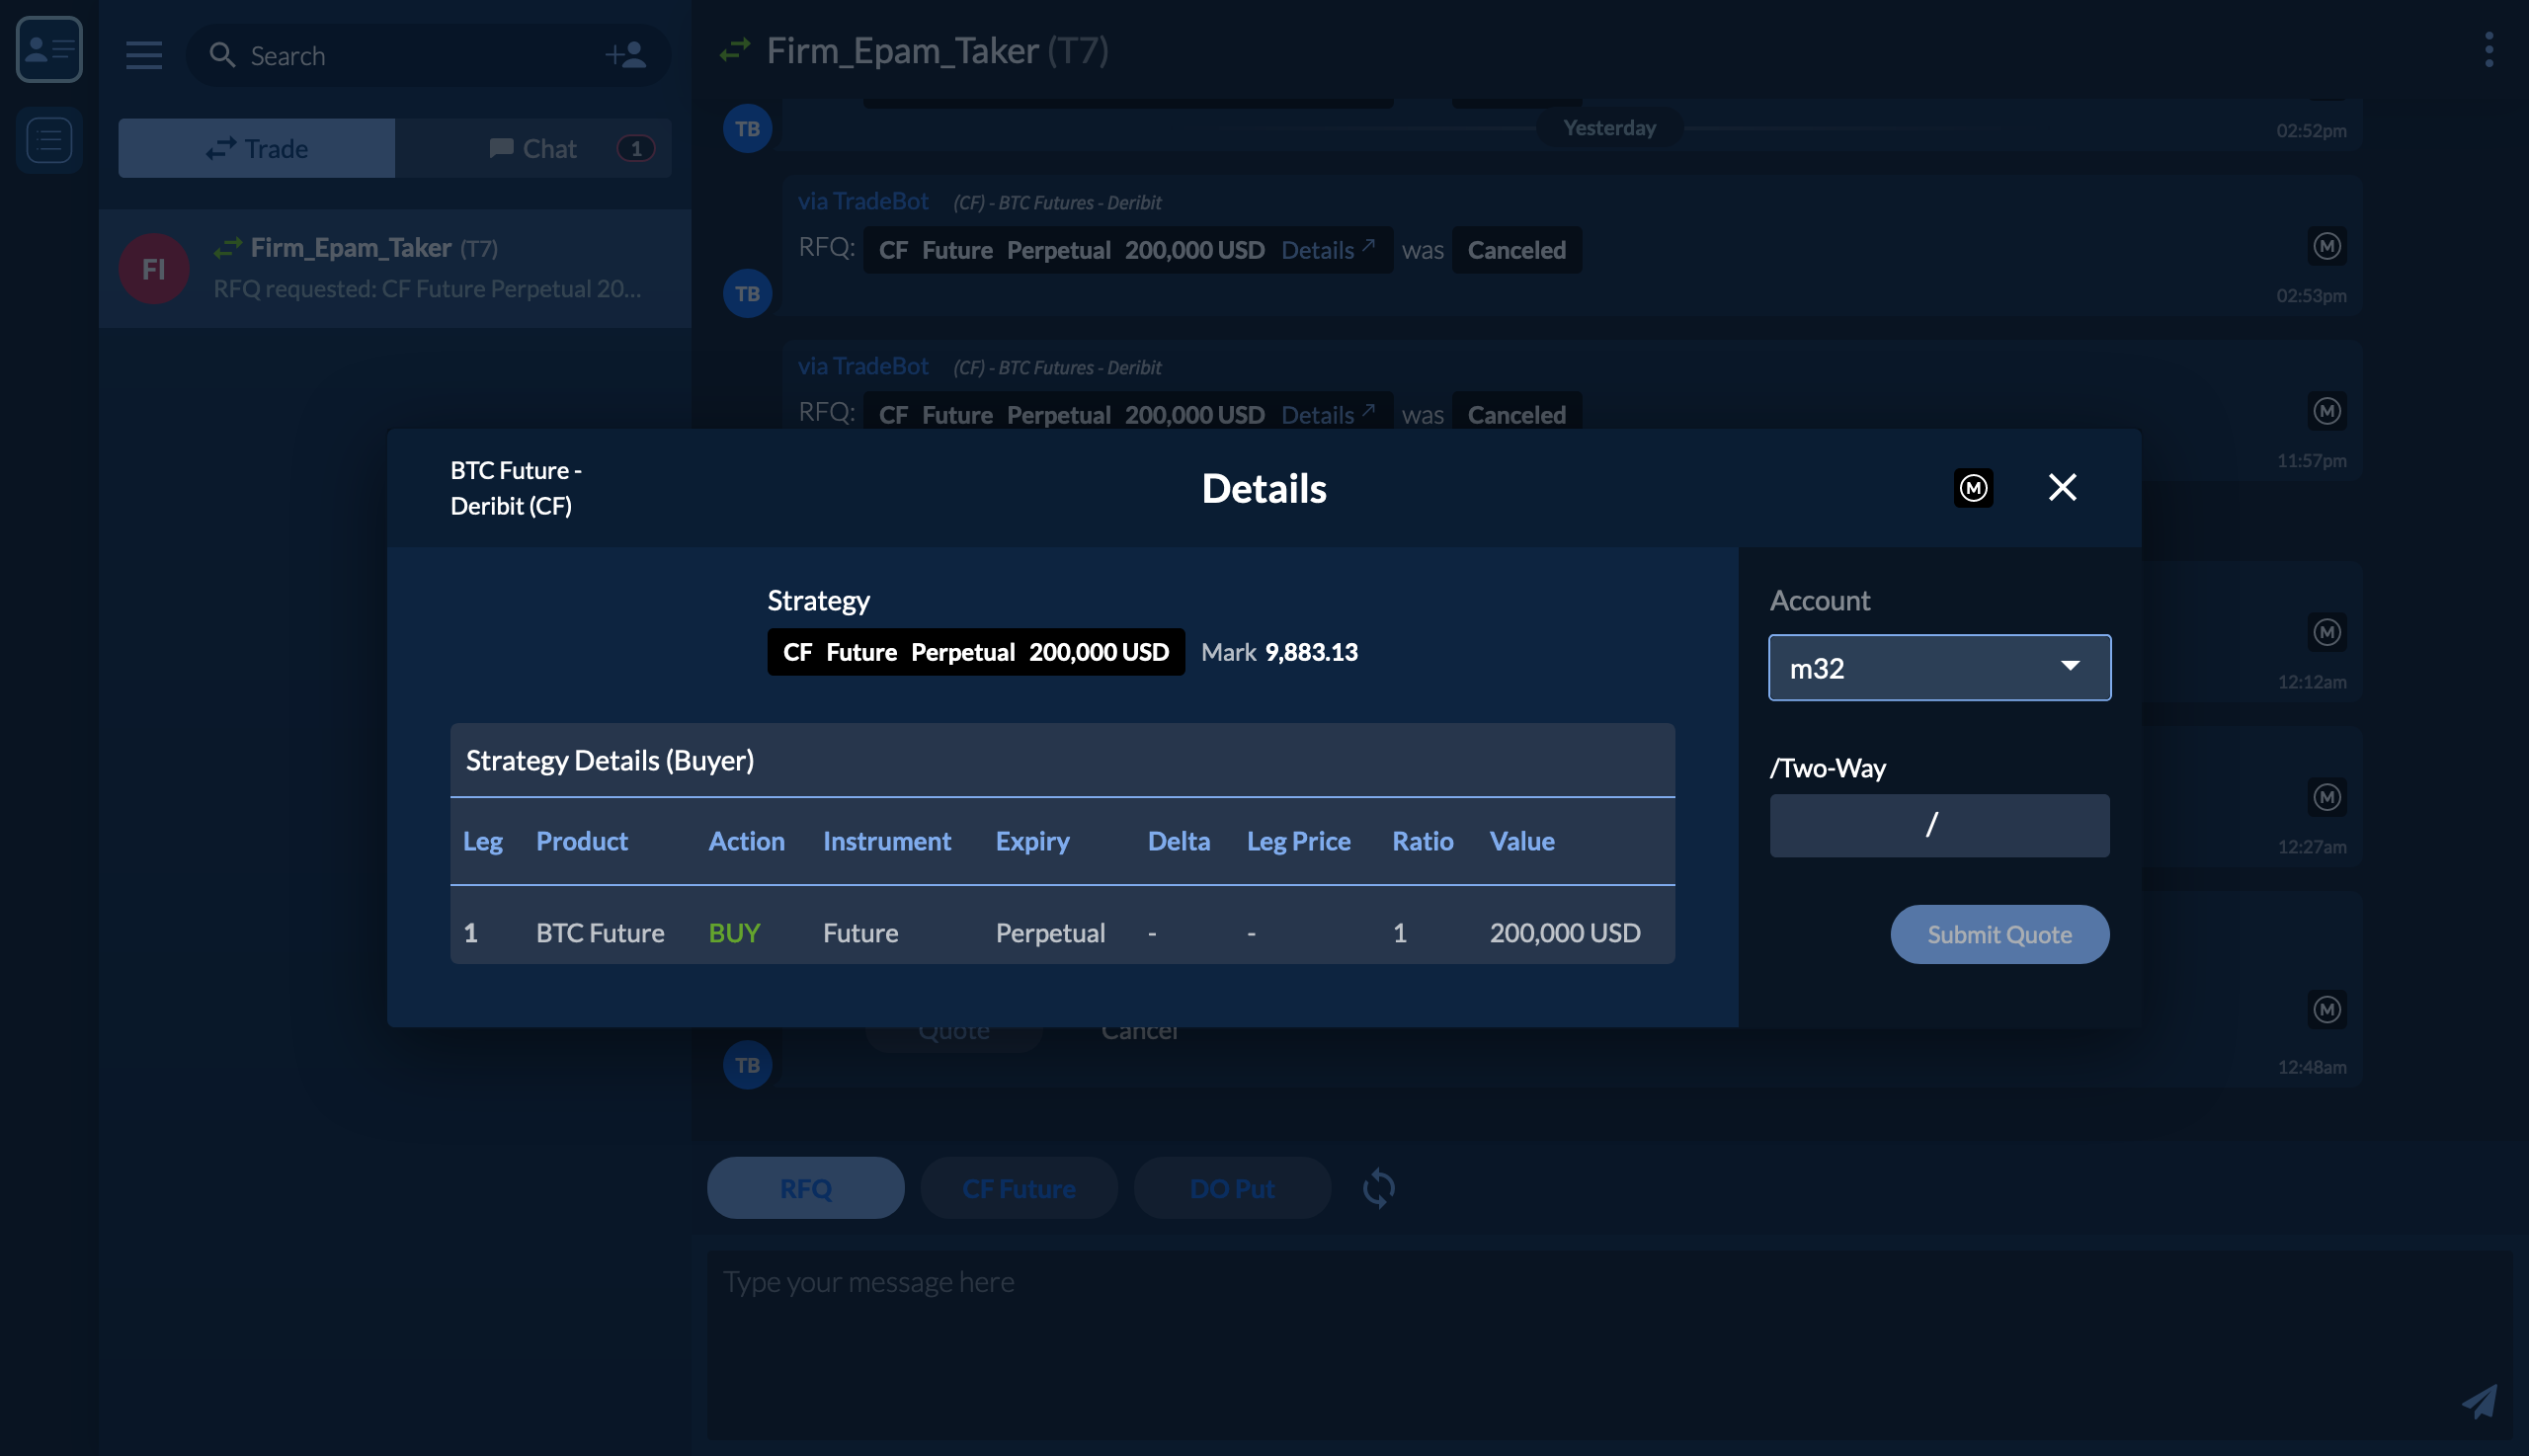 Search
Trade
Chat
1
FI
Firm_Epam_Taker (T7)
RFQ requested: CF Future Perpetual 20...
Firm_Epam_Taker (T7)
TB
Yesterday
02:52pm
via TradeBot (CF) - BTC Futures - Deribit
RFQ: CF Future Perpetual 200,000 USD Details was Canceled
M
TB
02:53pm
via TradeBot (CF) - BTC Futures - Deribit
RFQ: CF Future Perpetual 200,000 USD Details was Canceled
M
11:57pm
BTC Future -
Deribit (CF)
Details
M
Strategy
CF Future Perpetual 200,000 USD Mark 9,883.13
Strategy Details (Buyer)
Leg Product Action Instrument Expiry Delta Leg Price Ratio Value
1 BTC Future BUY Future Perpetual - - 1 200,000 USD
Account
m32
/Two-Way
/
Submit Quote
M
12:12am
M
12:27am
M
Quote Cancel
TB
12:48am
RFQ
CF Future
DO Put
Type your message here